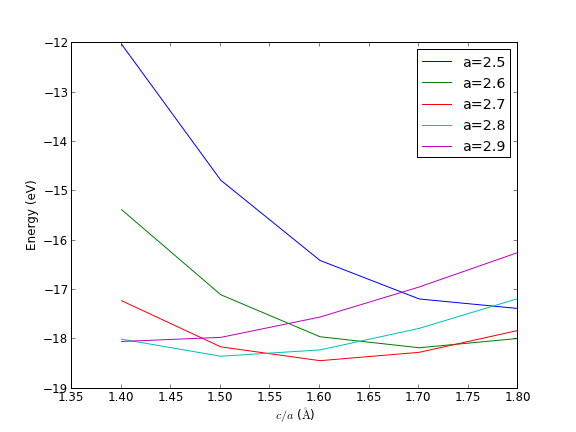 −12
−13
−14
−15
−16
−17
−18
−19
Energy (eV)
a=2.5
a=2.6
a=2.7
a=2.8
a=2.9
1.35 1.40 1.45 1.50 1.55 1.60 1.65 1.70 1.75 1.80
c/a (Å)